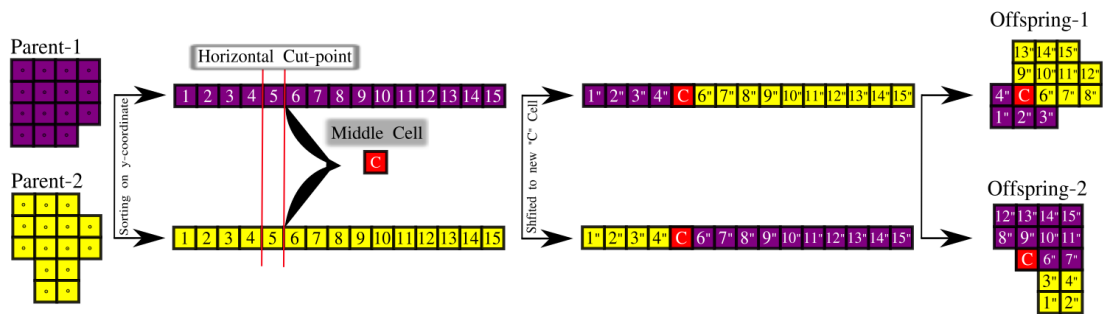 Parent-1
Sorting on y-coordinate
Parent-2
Horizontal Cut-point
1 2 3 4 5 6 7 8 9 10 11 12 13 14 15
Middle Cell
C
1 2 3 4 5 6 7 8 9 10 11 12 13 14 15
Shfited to new "C" Cell
1" 2" 3" 4" C 6" 7" 8" 9" 10" 11" 12" 13" 14" 15"
1" 2" 3" 4" C 6" 7" 8" 9" 10" 11" 12" 13" 14" 15"
Offspring-1
13" 14" 15"
9" 10" 11" 12"
4" C 6" 7" 8"
1" 2" 3"
Offspring-2
12" 13" 14" 15"
8" 9" 10" 11"
C 6" 7"
3" 4"
1" 2"